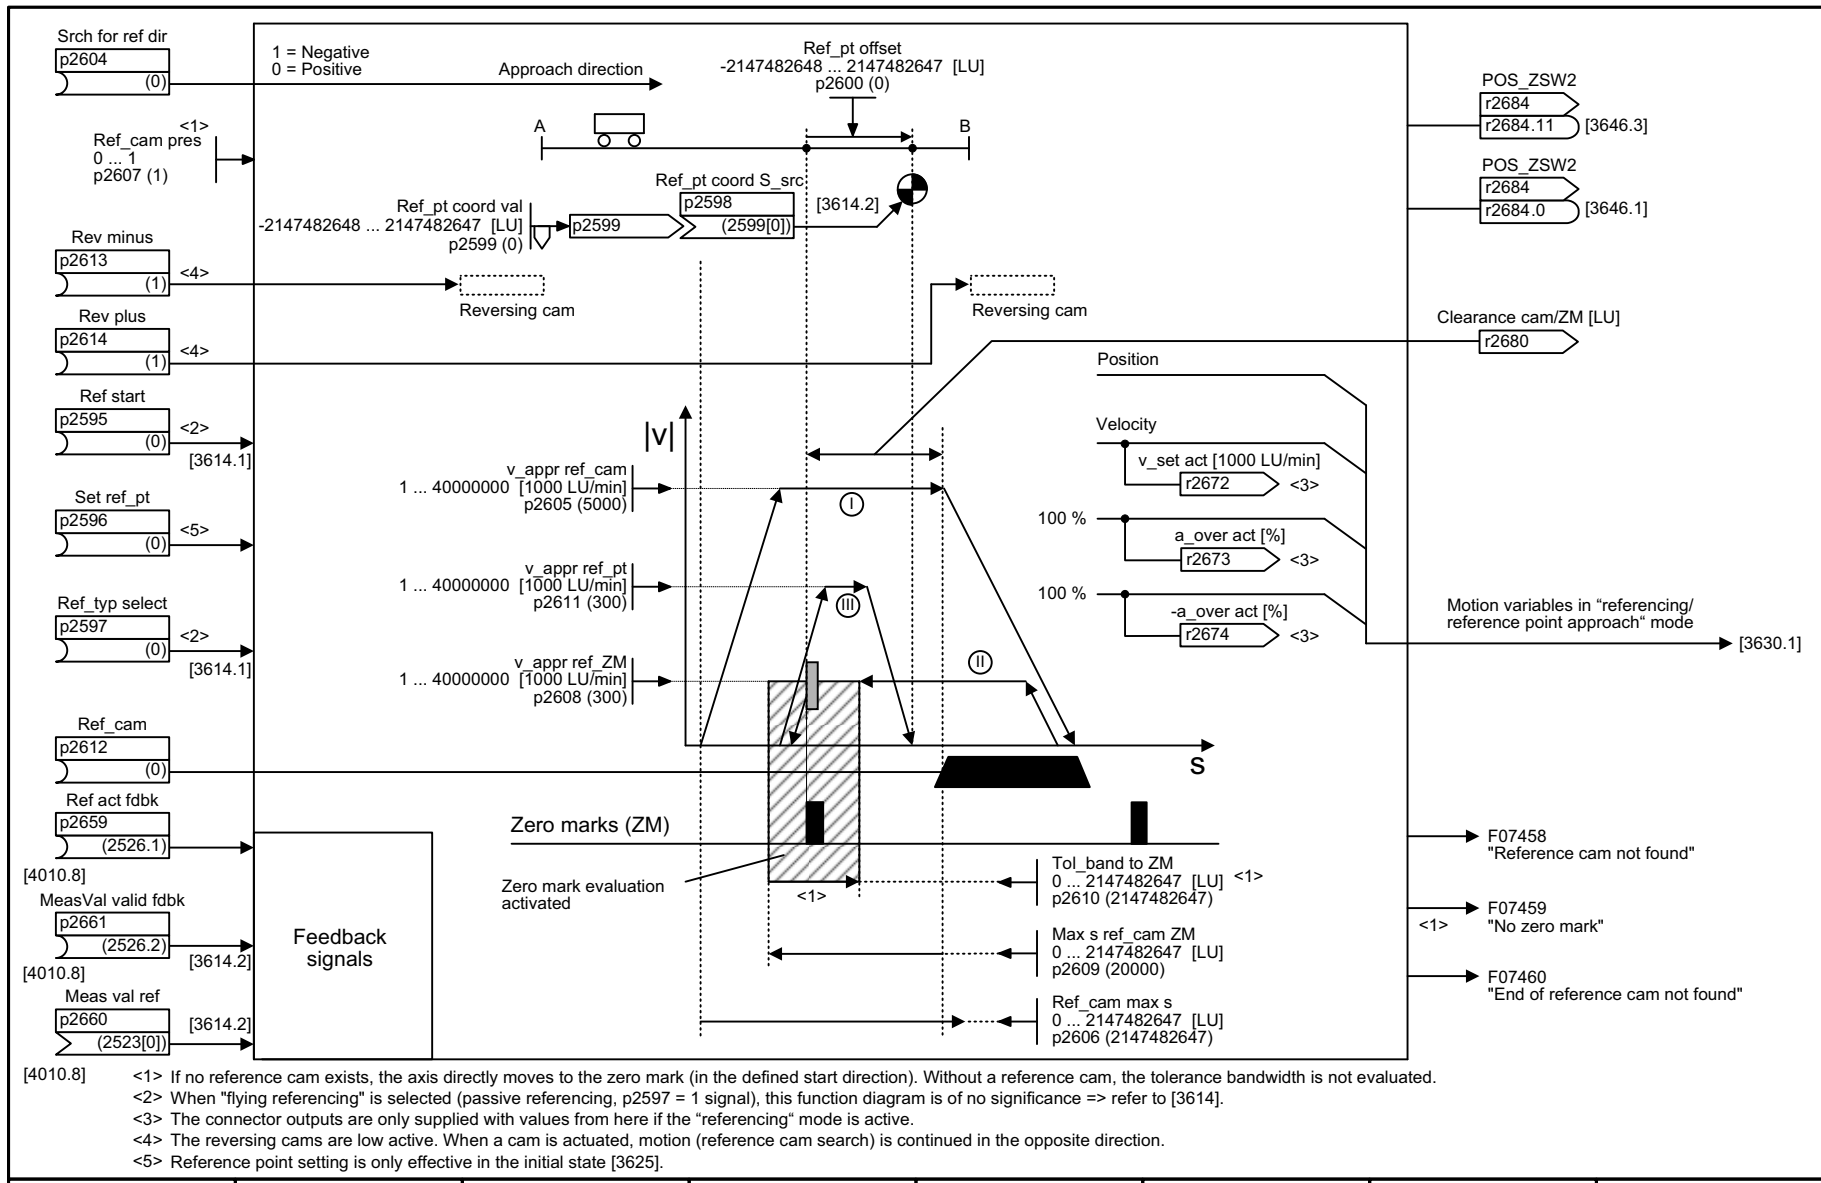 Srch for ref dir
p2604
(0)
1 = Negative
0 = Positive
Approach direction
Ref_pt offset
-2147482648 ... 2147482647 [LU]
p2600 (0)
POS_ZSW2
r2684
r2684.11
[3646.3]
<1>
Ref_cam pres
0 ... 1
p2607 (1)
A
B
POS_ZSW2
r2684
r2684.0
[3646.1]
Ref_pt coord S_src
p2598
(2599[0])
[3614.2]
Ref_pt coord val
-2147482648 ... 2147482647 [LU]
p2599 (0)
p2599
Rev minus
p2613
(1)
<4>
Reversing cam
Reversing cam
Rev plus
p2614
(1)
<4>
Clearance cam/ZM [LU]
r2680
Position
Ref start
p2595
(0)
<2>
[3614.1]
|v|
Velocity
v_set act [1000 LU/min]
r2672
<3>
v_appr ref_cam
1 ... 40000000 [1000 LU/min]
p2605 (5000)
I
Set ref_pt
p2596
(0)
<5>
100 %
a_over act [%]
r2673
<3>
v_appr ref_pt
1 ... 40000000 [1000 LU/min]
p2611 (300)
III
Ref_typ select
p2597
(0)
<2>
[3614.1]
100 %
-a_over act [%]
r2674
<3>
Motion variables in “referencing/
reference point approach“ mode
[3630.1]
v_appr ref_ZM
1 ... 40000000 [1000 LU/min]
p2608 (300)
II
Ref_cam
p2612
(0)
s
Ref act fdbk
p2659
(2526.1)
[4010.8]
Zero marks (ZM)
F07458
"Reference cam not found"
Zero mark evaluation
activated
<1>
Tol_band to ZM
0 ... 2147482647 [LU]
p2610 (2147482647)
<1>
MeasVal valid fdbk
p2661
(2526.2)
[3614.2]
[4010.8]
Feedback
signals
Max s ref_cam ZM
0 ... 2147482647 [LU]
p2609 (20000)
<1>
F07459
"No zero mark"
Meas val ref
p2660
(2523[0])
[3614.2]
[4010.8]
Ref_cam max s
0 ... 2147482647 [LU]
p2606 (2147482647)
F07460
"End of reference cam not found"
<1> If no reference cam exists, the axis directly moves to the zero mark (in the defined start direction). Without a reference cam, the tolerance bandwidth is not evaluated.
<2> When "flying referencing" is selected (passive referencing, p2597 = 1 signal), this function diagram is of no significance => refer to [3614].
<3> The connector outputs are only supplied with values from here if the “referencing“ mode is active.
<4> The reversing cams are low active. When a cam is actuated, motion (reference cam search) is continued in the opposite direction.
<5> Reference point setting is only effective in the initial state [3625].